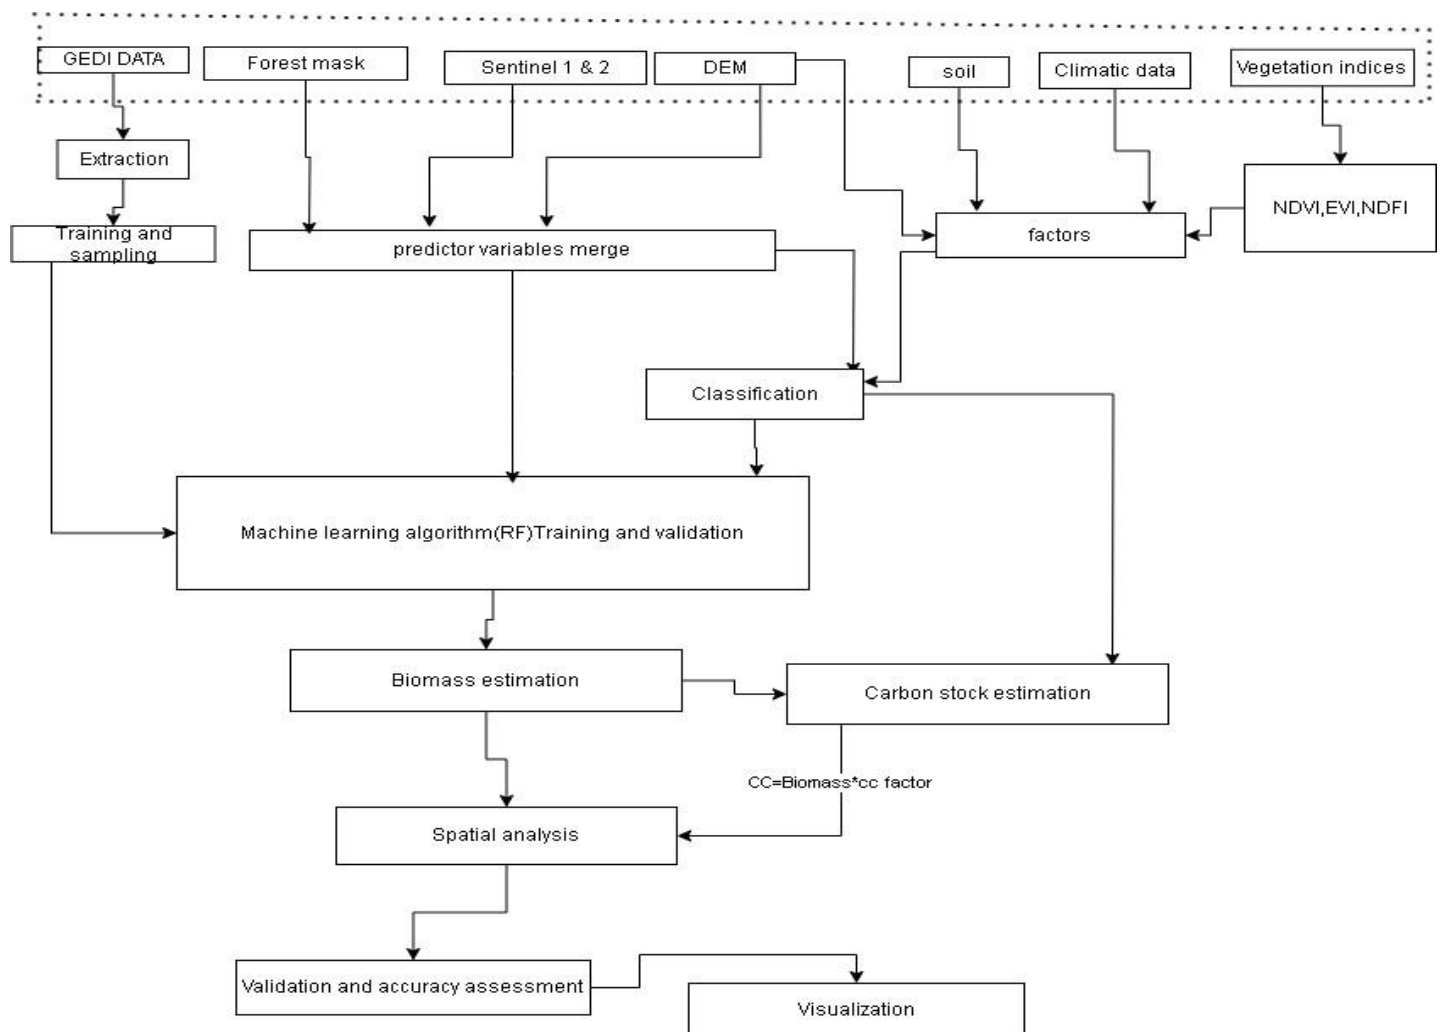 GEDI DATA
Forest mask
Sentinel 1 & 2
DEM
soil
Climatic data
Vegetation indices
Extraction
NDVI,EVI,NDFI
Training and
sampling
predictor variables merge
factors
Classification
Machine learning algorithm(RF)Training and validation
Biomass estimation
Carbon stock estimation
CC=Biomass*cc factor
Spatial analysis
Validation and accuracy assessment
Visualization